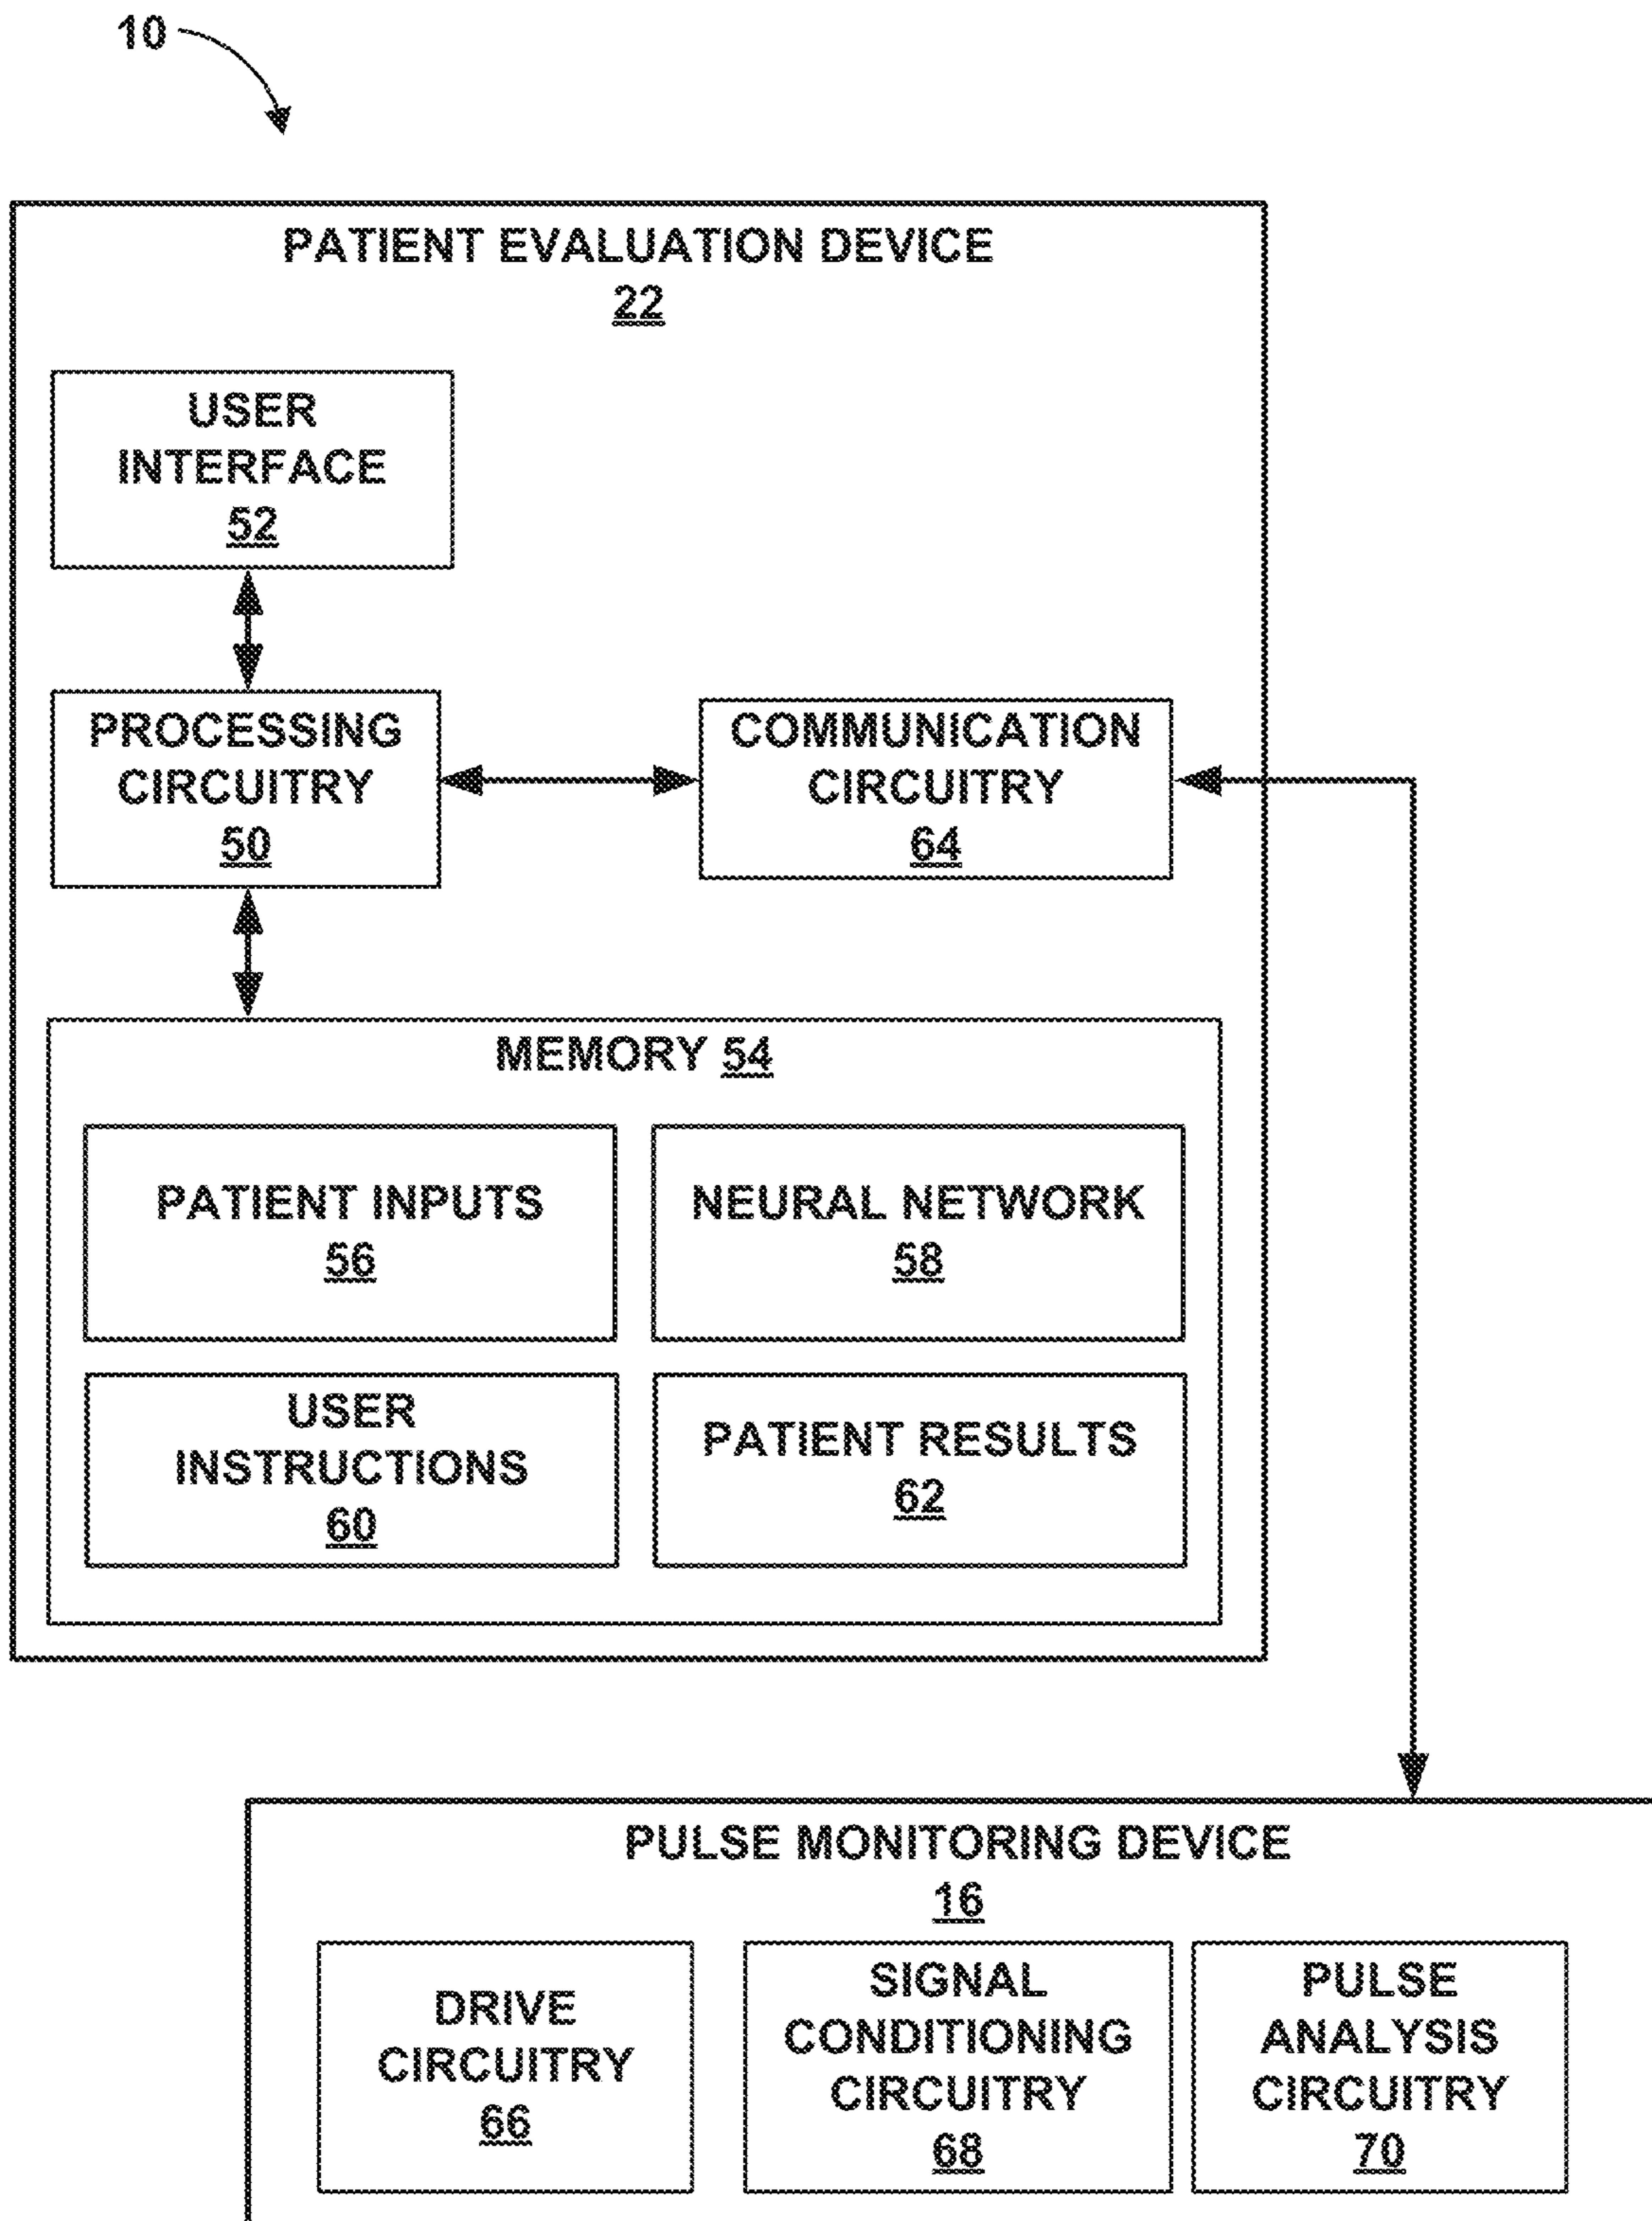 10
PATIENT EVALUATION DEVICE
22
USER
INTERFACE
52
PROCESSING
CIRCUITRY
50
COMMUNICATION
CIRCUITRY
64
MEMORY 54
PATIENT INPUTS
56
NEURAL NETWORK
58
USER
INSTRUCTIONS
60
PATIENT RESULTS
62
PULSE MONITORING DEVICE
16
DRIVE
CIRCUITRY
66
SIGNAL
CONDITIONING
CIRCUITRY
68
PULSE
ANALYSIS
CIRCUITRY
70